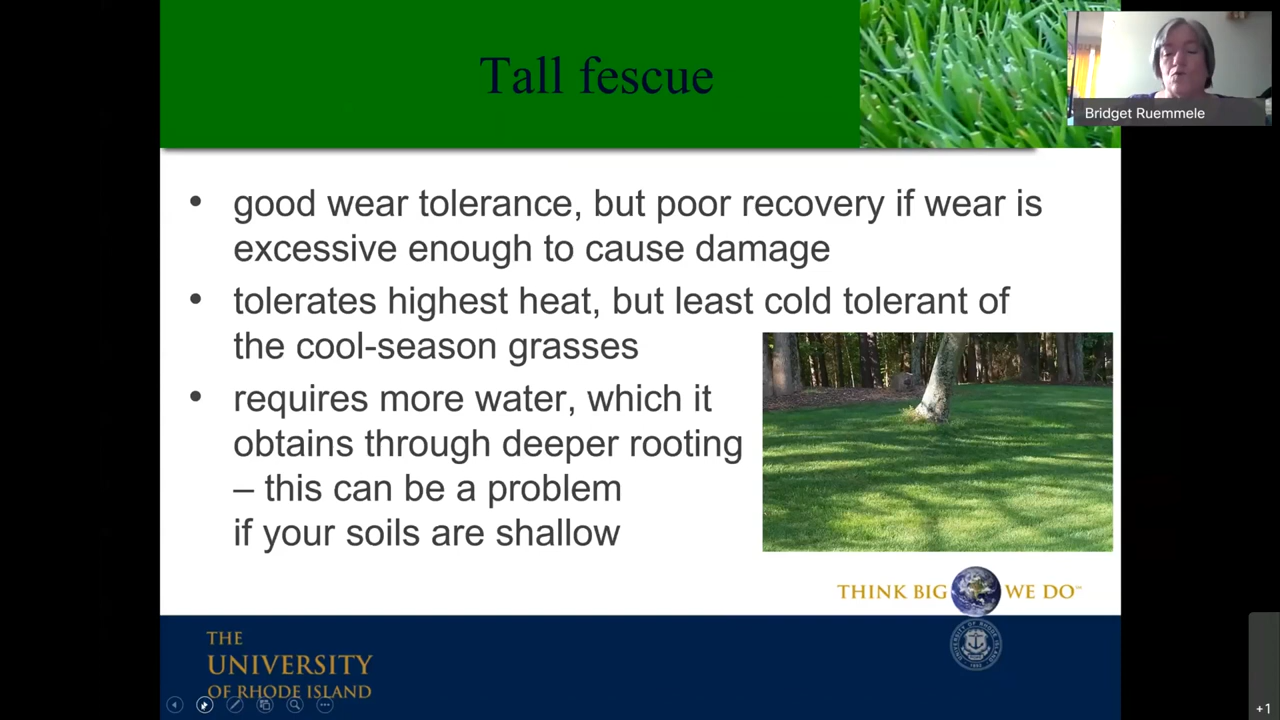 Tall fescue
Bridget Ruemmele
• good wear tolerance, but poor recovery if wear is
excessive enough to cause damage
• tolerates highest heat, but least cold tolerant of
the cool-season grasses
• requires more water, which it
obtains through deeper rooting
– this can be a problem
if your soils are shallow
THINK BIG WE DO™
THE
UNIVERSITY
OF RHODE ISLAND
+1